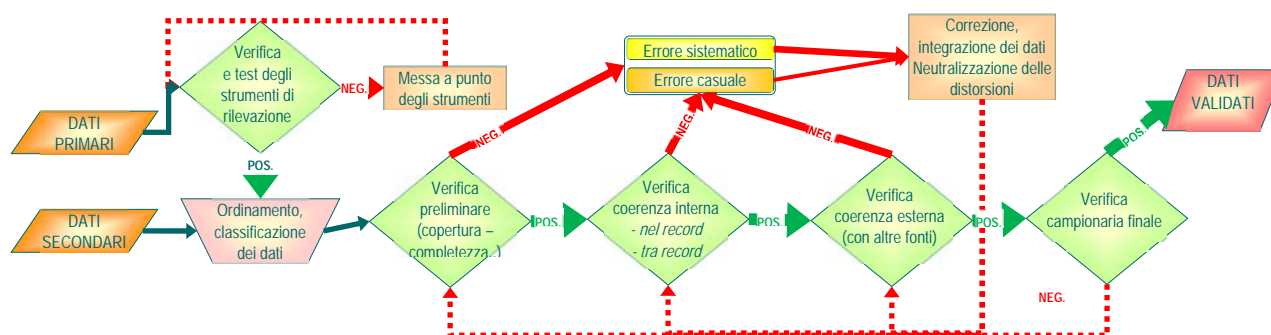 Verifica
e test degli
strumenti di
rilevazione
NEG.
Messa a punto
degli strumenti
Errore sistematico
Errore casuale
Correzione,
integrazione dei dati
Neutralizzazione delle
distorsioni
DATI
VALIDATI
DATI
PRIMARI
POS.
NEG.
NEG.
NEG.
POS.
DATI
SECONDARI
Ordinamento,
classificazione
dei dati
Verifica
preliminare
(copertura –
completezza..)
POS.
Verifica
coerenza interna
- nel record
- tra record
POS.
Verifica
coerenza esterna
(con altre fonti)
POS.
Verifica
campionaria finale
NEG.